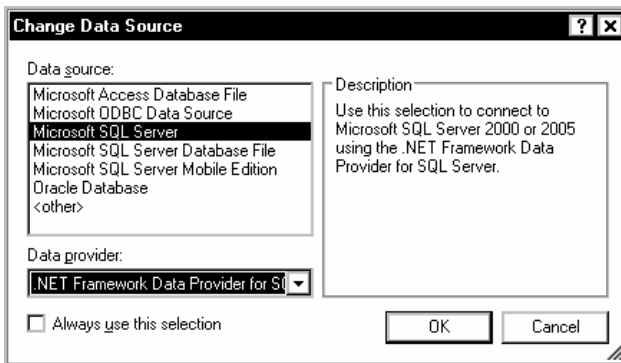 Change Data Source
Data source:
Microsoft Access Database File
Microsoft ODBC Data Source
Microsoft SQL Server
Microsoft SQL Server Database File
Microsoft SQL Server Mobile Edition
Oracle Database
<other>
Description
Use this selection to connect to
Microsoft SQL Server 2000 or 2005
using the .NET Framework Data
Provider for SQL Server.
Data provider:
.NET Framework Data Provider for SQ
Always use this selection
OK
Cancel